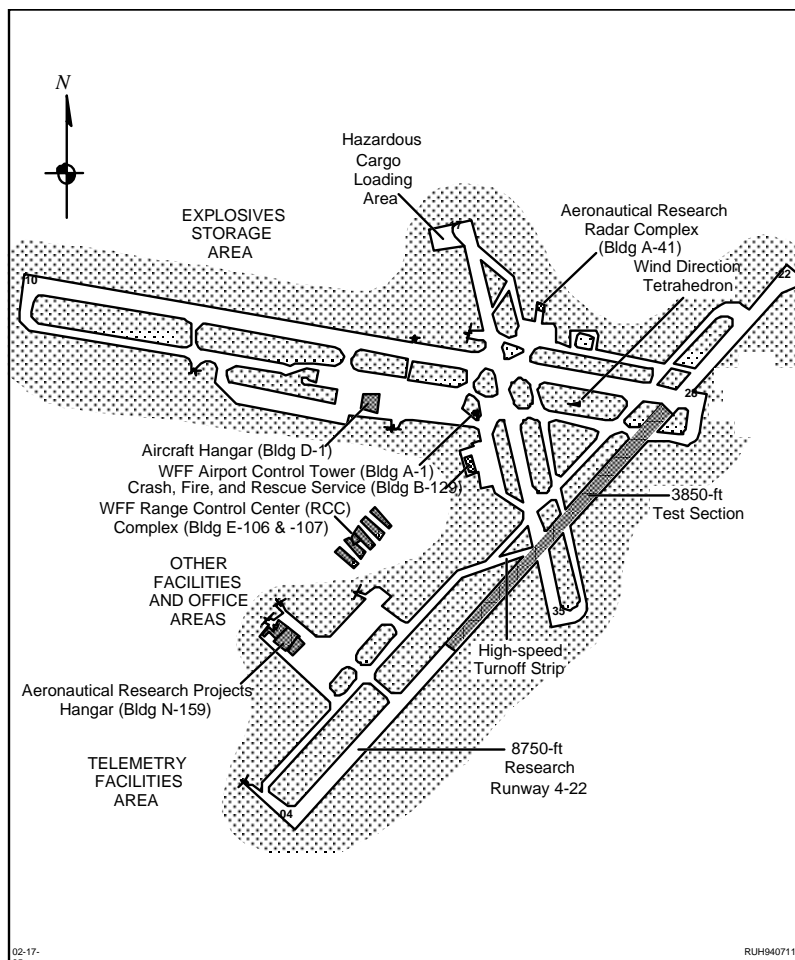 N
Hazardous
Cargo
Loading
Area
EXPLOSIVES
STORAGE
AREA
Aeronautical Research
Radar Complex
(Bldg A-41)
Wind Direction
Tetrahedron
17
22
10
28
Aircraft Hangar (Bldg D-1)
WFF Airport Control Tower (Bldg A-1)
Crash, Fire, and Rescue Service (Bldg B-129)
WFF Range Control Center (RCC)
Complex (Bldg E-106 & -107)
3850-ft
Test Section
OTHER
FACILITIES
AND OFFICE
AREAS
35
High-speed
Turnoff Strip
Aeronautical Research Projects
Hangar (Bldg N-159)
TELEMETRY
FACILITIES
AREA
8750-ft
Research
Runway 4-22
04
02-17-
RUH940711